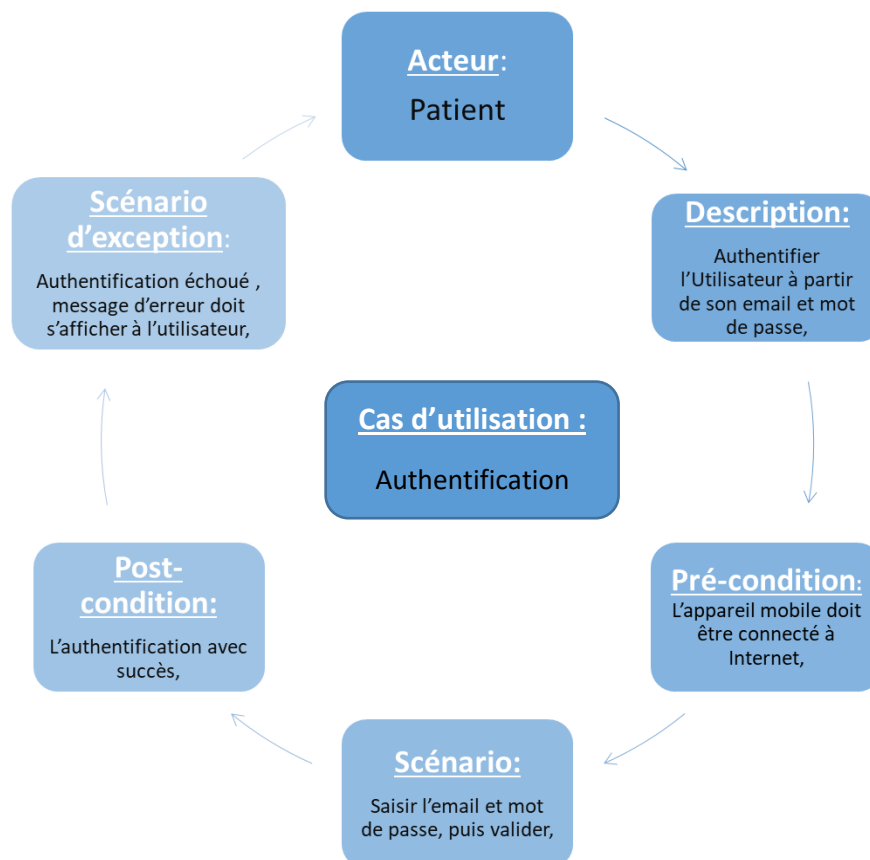 Acteur:
Patient
Description:
Authentifier
l’Utilisateur à partir
de son email et mot
de passe,
Pré-condition:
L’appareil mobile doit
être connecté à
Internet,
Scénario:
Saisir l’email et mot
de passe, puis valider,
Post-
condition:
L’authentification avec
succès,
Scénario
d’exception:
Authentification échoué ,
message d’erreur doit
s’afficher à l’utilisateur,
Cas d’utilisation :
Authentification